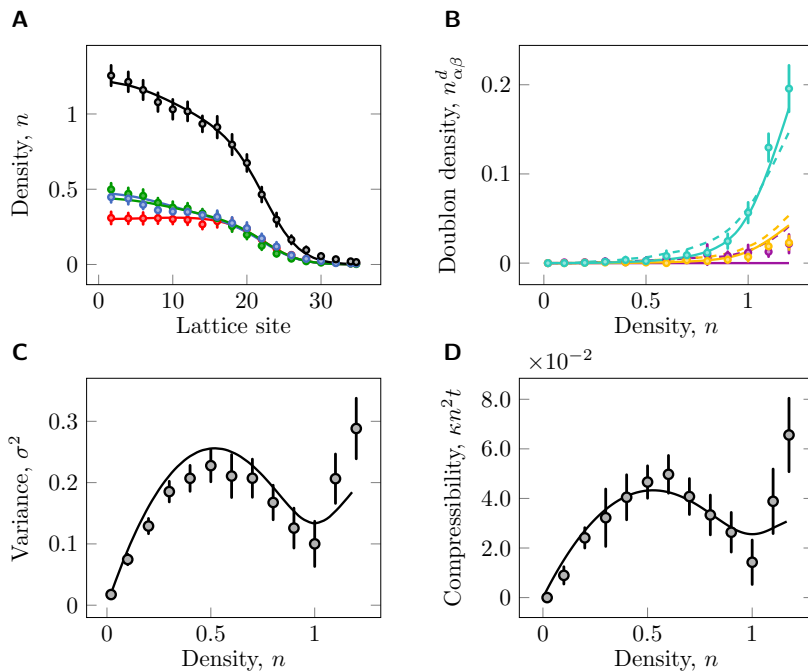 A
Density, n
1
0.5
0
0 10 20 30
Lattice site
B
Doublon density, n^d_{αβ}
0.2
0.1
0
0 0.5 1
Density, n
C
Variance, σ²
0.3
0.2
0.1
0
0 0.5 1
Density, n
D
×10⁻²
Compressibility, κn²t
8.0
6.0
4.0
2.0
0
0 0.5 1
Density, n